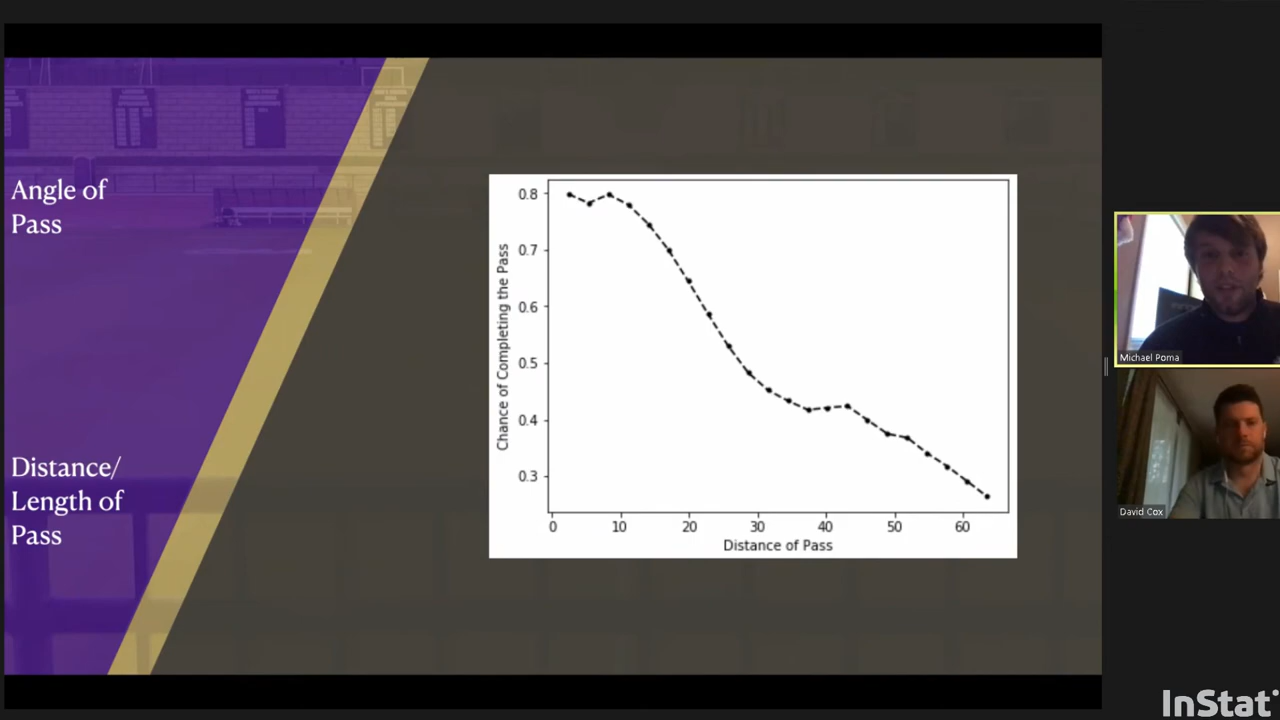 Angle of
Pass
Distance/
Length of
Pass
Chance of Completing the Pass
0.8
0.7
0.6
0.5
0.4
0.3
0
10
20
30
40
50
60
Distance of Pass
Michael Poma
David Cox
InStat